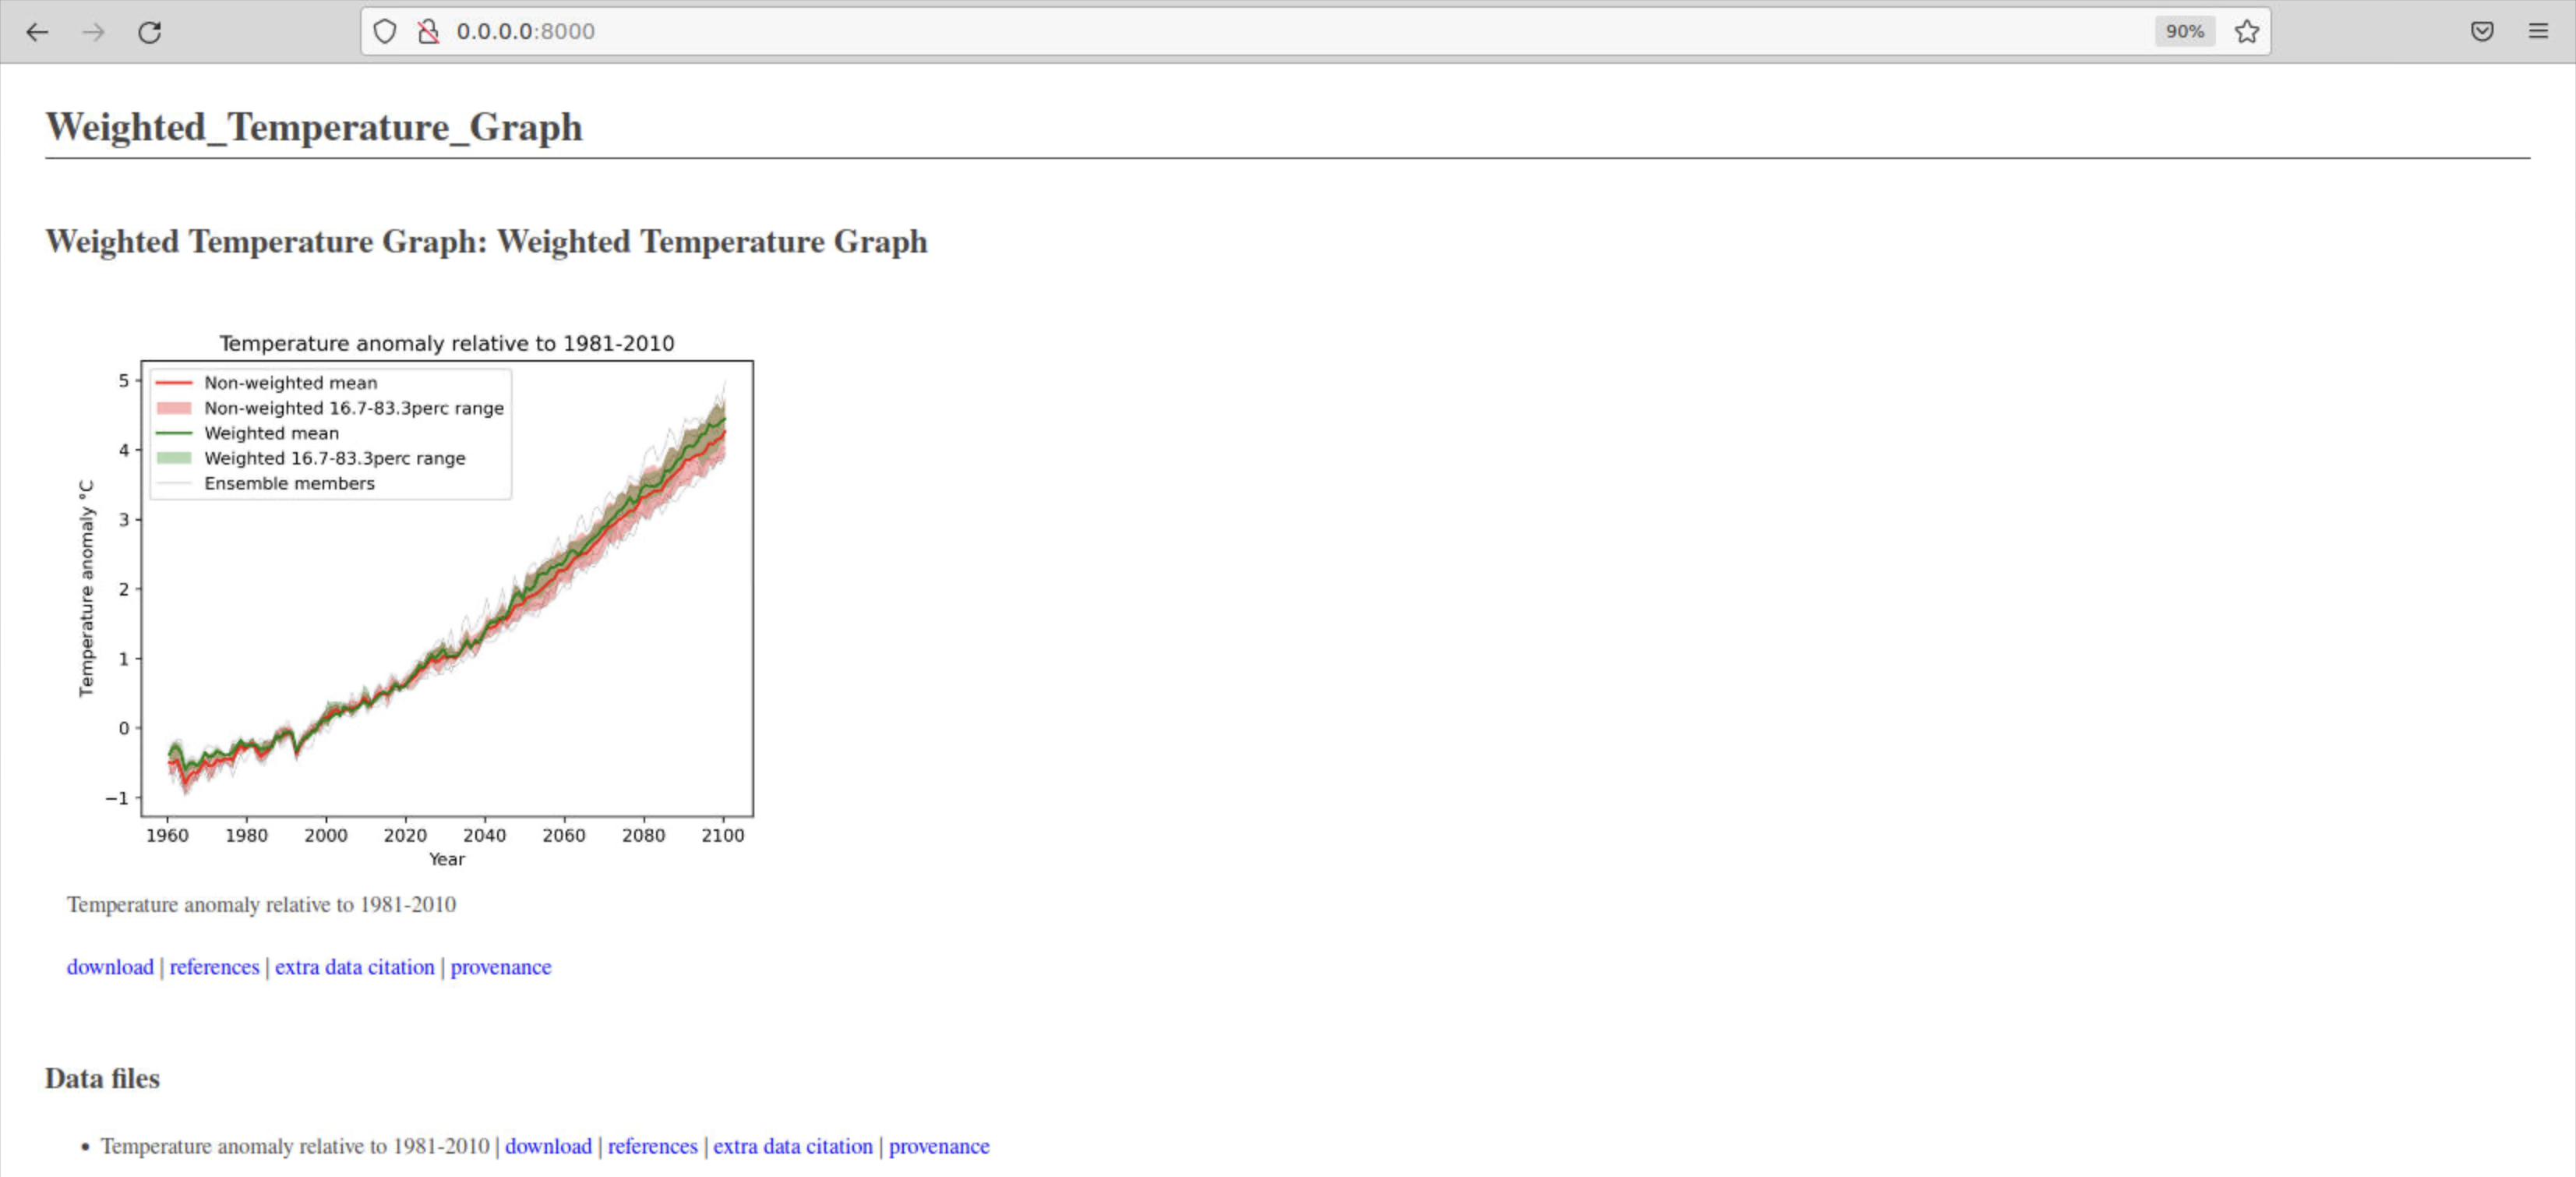 0.0.0.0:8000
90%
Weighted_Temperature_Graph
Weighted Temperature Graph: Weighted Temperature Graph
Temperature anomaly relative to 1981-2010
Non-weighted mean
Non-weighted 16.7-83.3perc range
Weighted mean
Weighted 16.7-83.3perc range
Ensemble members
Temperature anomaly °C
5
4
3
2
1
0
−1
1960 1980 2000 2020 2040 2060 2080 2100
Year
Temperature anomaly relative to 1981-2010
download | references | extra data citation | provenance
Data files
• Temperature anomaly relative to 1981-2010 | download | references | extra data citation | provenance